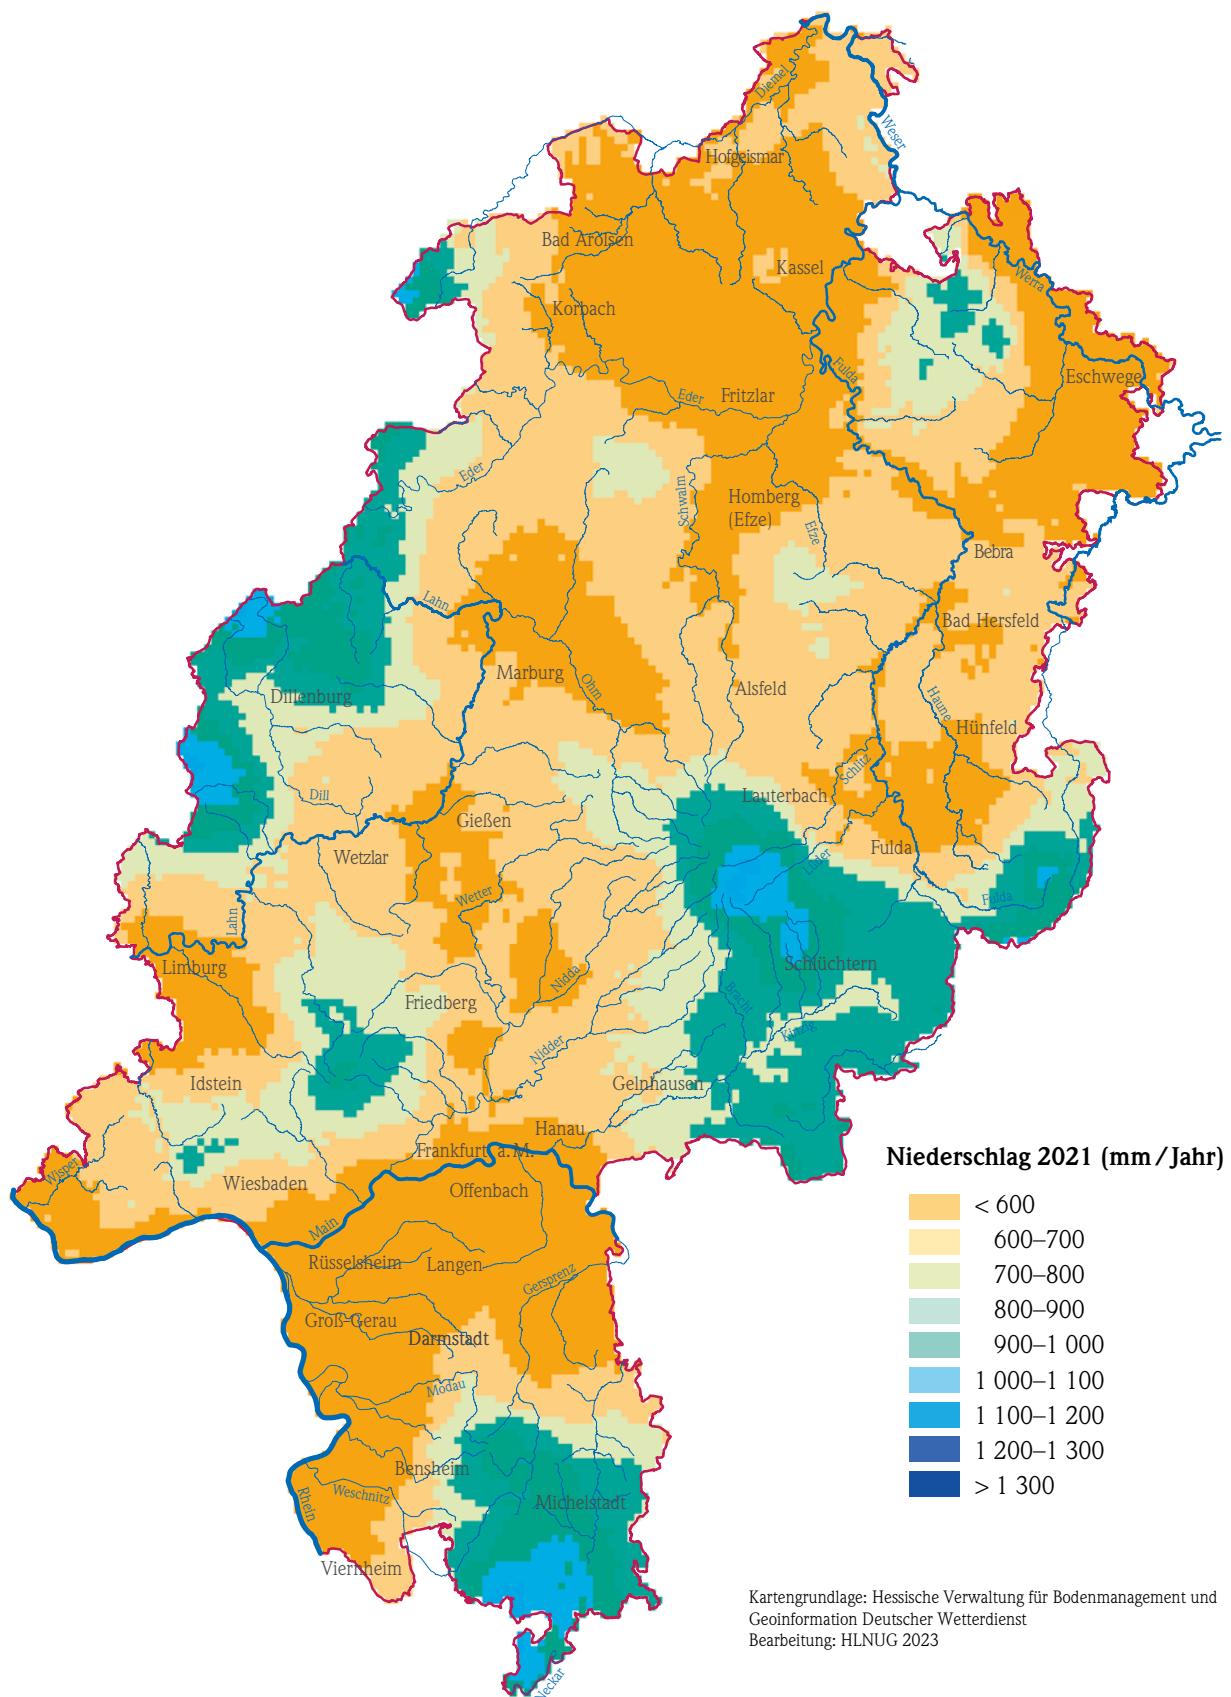 Diemel
Weser
Hofgeismar
Bad Arolsen
Kassel
Werra
Korbach
Fulda
Eschwege
Eder
Fritzlar
Eder
Schwalm
Homberg
(Efze)
Efze
Bebra
Lahn
Bad Hersfeld
Marburg
Ohm
Alsfeld
Dillenburg
Haune
Hünfeld
Schlitz
Dill
Lauterbach
Gießen
Wetzlar
Fulda
Lüder
Wetter
Fulda
Lahn
Limburg
Schlüchtern
Nidda
Friedberg
Bracht
Kinzig
Nidder
Idstein
Gelnhausen
Hanau
Frankfurt a. M.
Wisper
Wiesbaden
Offenbach
Main
Rüsselsheim
Langen
Gersprenz
Groß-Gerau
Darmstadt
Modau
Bensheim
Weschnitz
Rhein
Michelstadt
Viernheim
Neckar
Niederschlag 2021 (mm / Jahr)
< 600
600–700
700–800
800–900
900–1 000
1 000–1 100
1 100–1 200
1 200–1 300
> 1 300
Kartengrundlage: Hessische Verwaltung für Bodenmanagement und
Geoinformation Deutscher Wetterdienst
Bearbeitung: HLNUG 2023